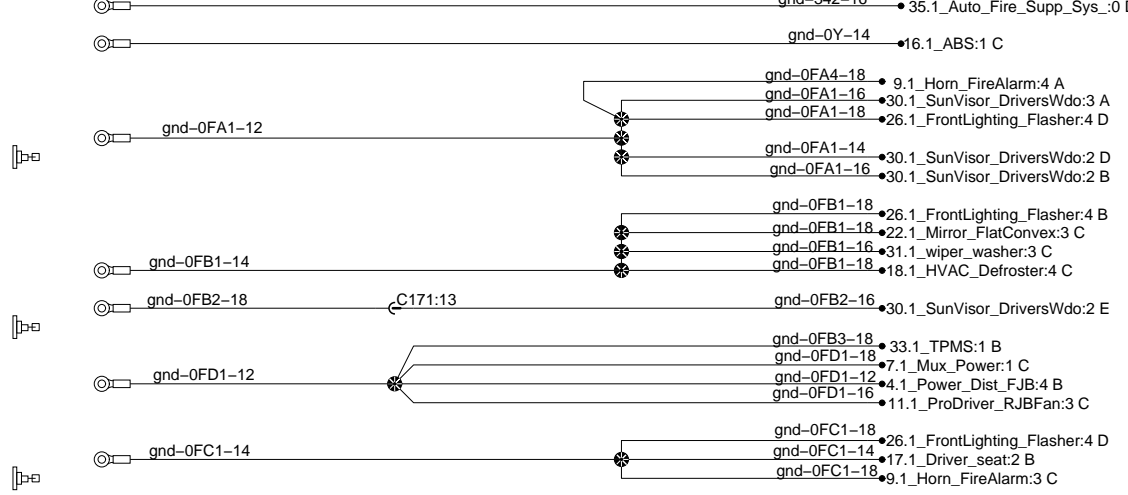 35.1_Auto_Fire_Supp_Sys_:0
gnd−0Y−14 16.1_ABS:1 C
gnd−0FA4−18 9.1_Horn_FireAlarm:4 A
gnd−0FA1−16 30.1_SunVisor_DriversWdo:3 A
gnd−0FA1−12 gnd−0FA1−18 26.1_FrontLighting_Flasher:4 D
gnd−0FA1−14 30.1_SunVisor_DriversWdo:2 D
gnd−0FA1−16 30.1_SunVisor_DriversWdo:2 B
gnd−0FB1−18 26.1_FrontLighting_Flasher:4 B
gnd−0FB1−18 22.1_Mirror_FlatConvex:3 C
gnd−0FB1−16 31.1_wiper_washer:3 C
gnd−0FB1−14 gnd−0FB1−18 18.1_HVAC_Defroster:4 C
gnd−0FB2−18 C171:13 gnd−0FB2−16 30.1_SunVisor_DriversWdo:2 E
gnd−0FB3−18 33.1_TPMS:1 B
gnd−0FD1−18 7.1_Mux_Power:1 C
gnd−0FD1−12 gnd−0FD1−12 4.1_Power_Dist_FJB:4 B
gnd−0FD1−16 11.1_ProDriver_RJBFan:3 C
gnd−0FC1−18 26.1_FrontLighting_Flasher:4 D
gnd−0FC1−14 gnd−0FC1−14 17.1_Driver_seat:2 B
gnd−0FC1−18 9.1_Horn_FireAlarm:3 C